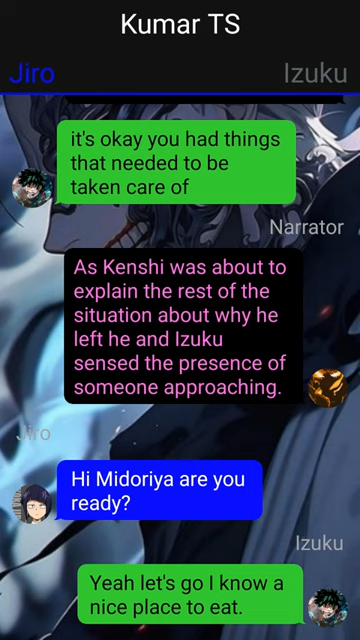 Kumar TS
Jiro
Izuku
it's okay you had things
that needed to be
taken care of
Narrator
As Kenshi was about to
explain the rest of the
situation about why he
left he and Izuku
sensed the presence of
someone approaching.
Jiro
Hi Midoriya are you
ready?
Izuku
Yeah let's go I know a
nice place to eat.